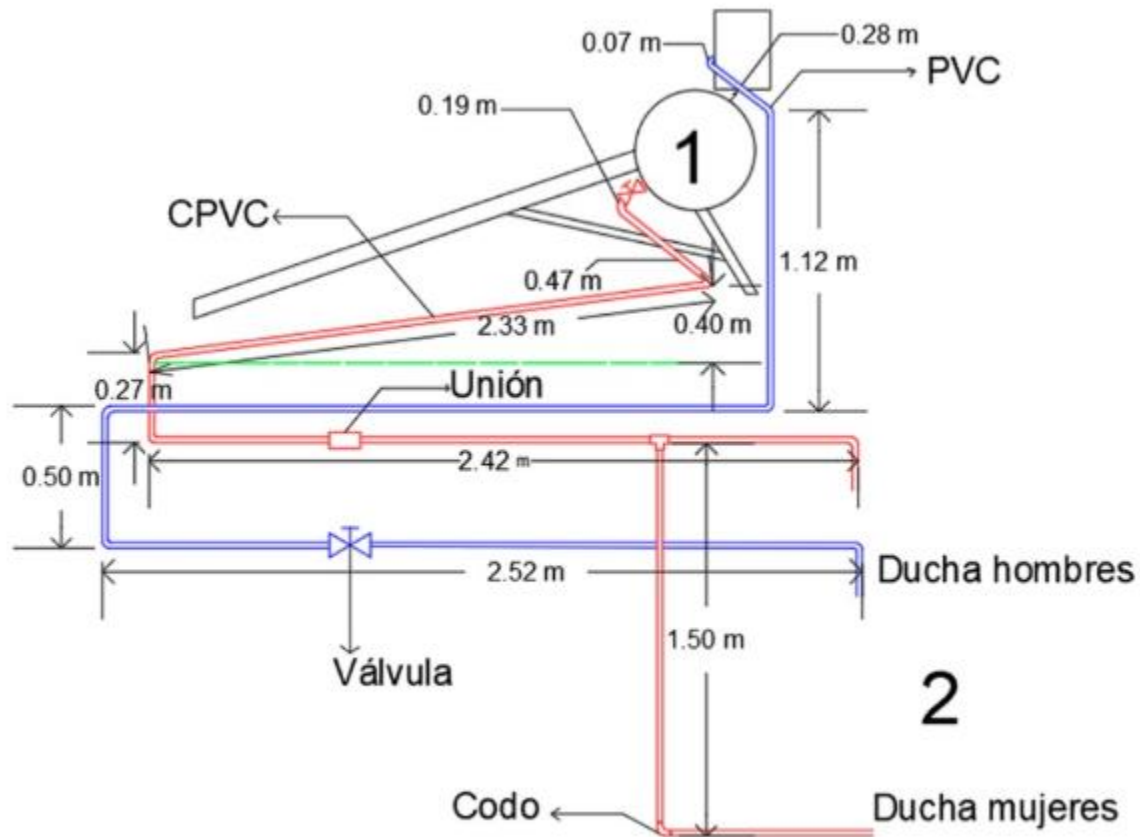 0.07 m
0.28 m
PVC
0.19 m
1
CPVC
1.12 m
0.47 m
2.33 m
0.40 m
0.27 m
Unión
2.42 m
0.50 m
2.52 m
Ducha hombres
1.50 m
Válvula
2
Codo
Ducha mujeres